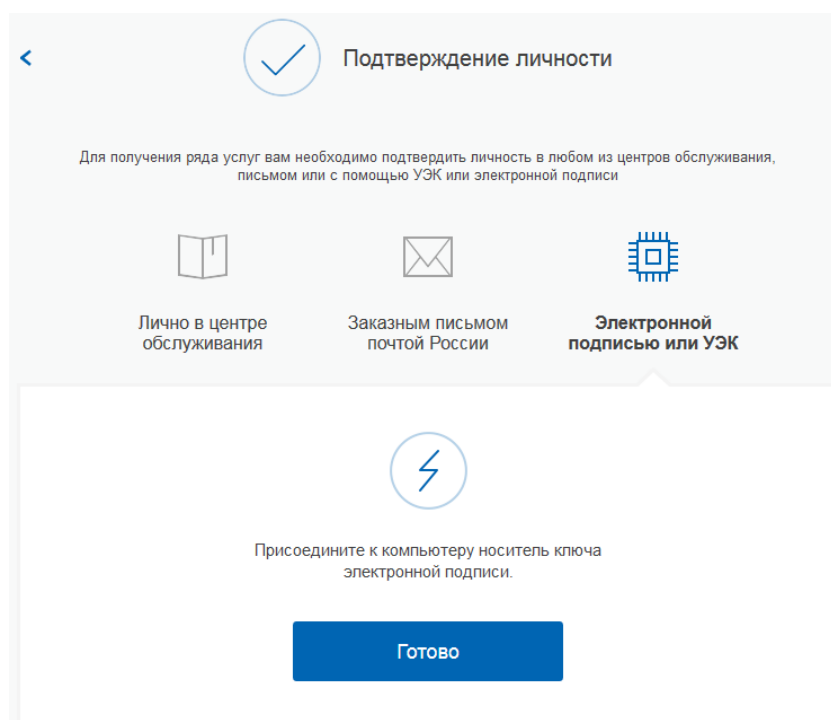 Подтверждение личности
Для получения ряда услуг вам необходимо подтвердить личность в любом из центров обслуживания,
письмом или с помощью УЭК или электронной подписи
Лично в центре
обслуживания
Заказным письмом
почтой России
Электронной
подписью или УЭК
Присоедините к компьютеру носитель ключа
электронной подписи.
Готово